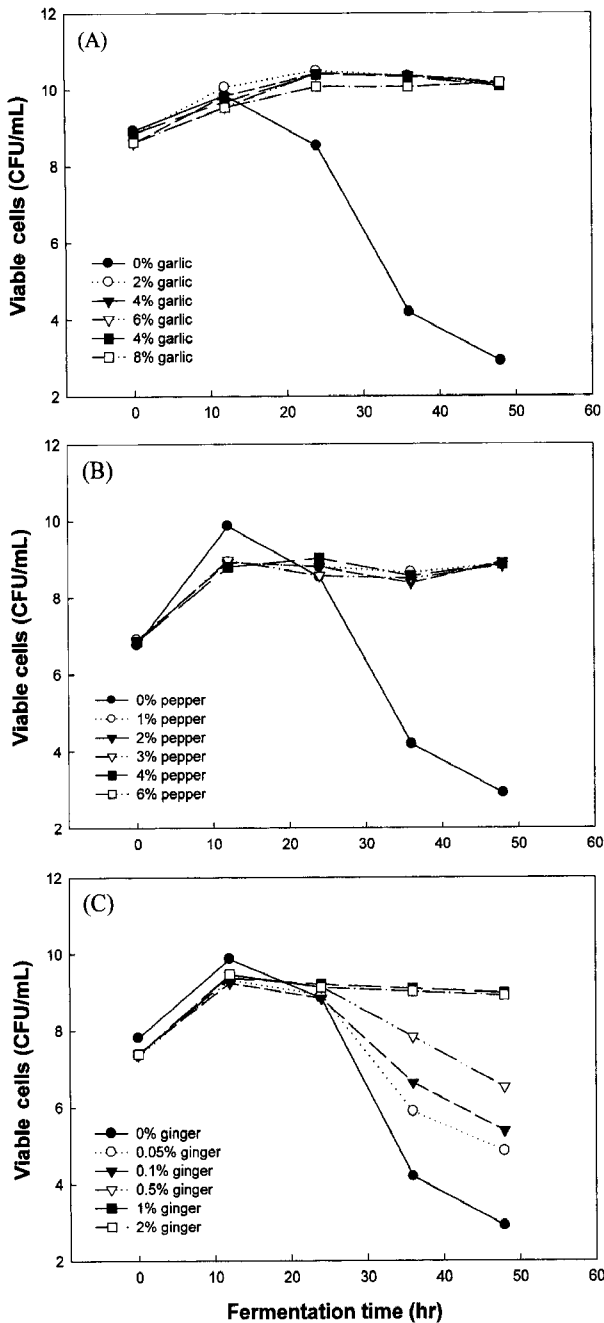 (A)
12
10
8
6
4
2
Viable cells (CFU/mL)
0% garlic
2% garlic
4% garlic
6% garlic
4% garlic
8% garlic
0
10
20
30
40
50
60
(B)
12
10
8
6
4
2
Viable cells (CFU/mL)
0% pepper
1% pepper
2% pepper
3% pepper
4% pepper
6% pepper
0
10
20
30
40
50
60
(C)
12
10
8
6
4
2
Viable cells (CFU/mL)
0% ginger
0.05% ginger
0.1% ginger
0.5% ginger
1% ginger
2% ginger
0
10
20
30
40
50
60
Fermentation time (hr)